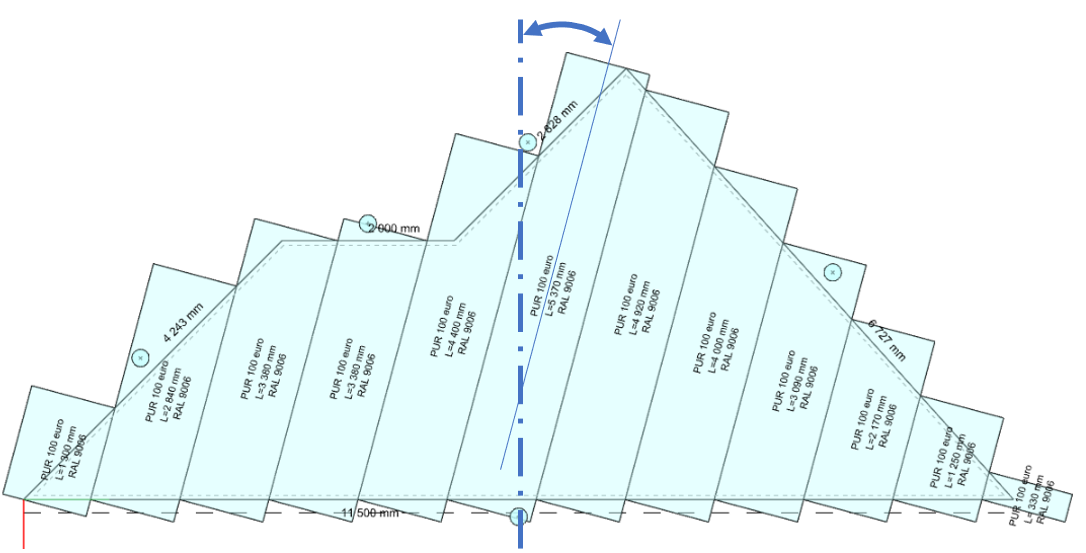 2 828 mm
2 000 mm
4 243 mm
6 727 mm
11 500 mm
PUR 100 euro
L=1 900 mm
RAL 9006
PUR 100 euro
L=2 840 mm
RAL 9006
PUR 100 euro
L=3 380 mm
RAL 9006
PUR 100 euro
L=3 380 mm
RAL 9006
PUR 100 euro
L=4 400 mm
RAL 9006
PUR 100 euro
L=5 370 mm
RAL 9006
PUR 100 euro
L=4 920 mm
RAL 9006
PUR 100 euro
L=4 000 mm
RAL 9006
PUR 100 euro
L=3 090 mm
RAL 9006
PUR 100 euro
L=2 170 mm
RAL 9006
PUR 100 euro
L=1 250 mm
RAL 9006
PUR 100 euro
L= 330 mm
RAL 9006